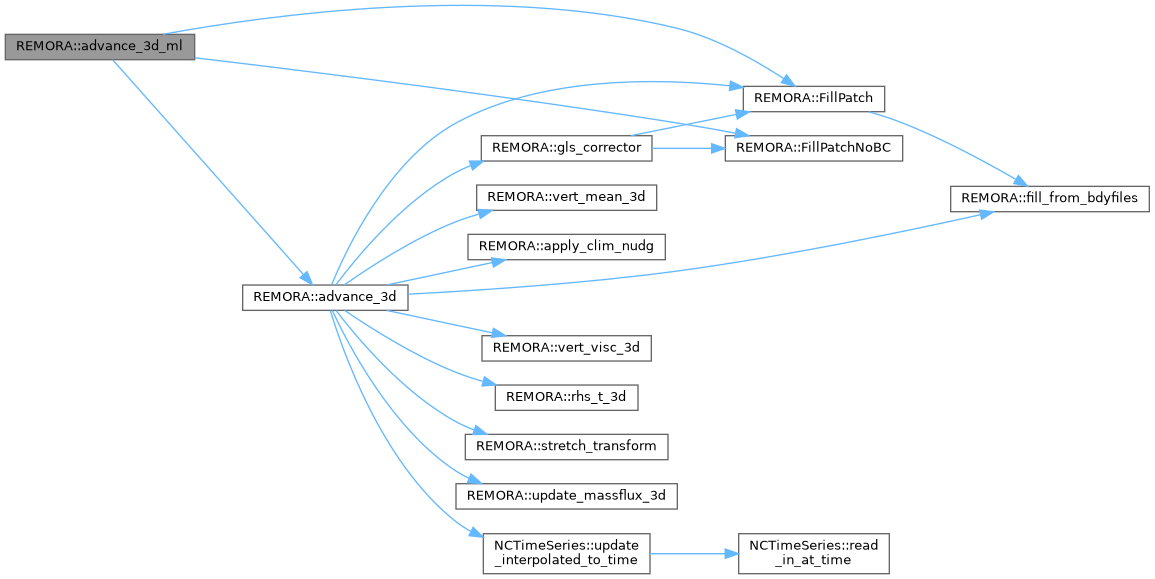 REMORA::advance_3d_ml
REMORA::FillPatch
REMORA::gls_corrector
REMORA::FillPatchNoBC
REMORA::vert_mean_3d
REMORA::fill_from_bdyfiles
REMORA::apply_clim_nudg
REMORA::advance_3d
REMORA::vert_visc_3d
REMORA::rhs_t_3d
REMORA::stretch_transform
REMORA::update_massflux_3d
NCTimeSeries::update
_interpolated_to_time
NCTimeSeries::read
_in_at_time